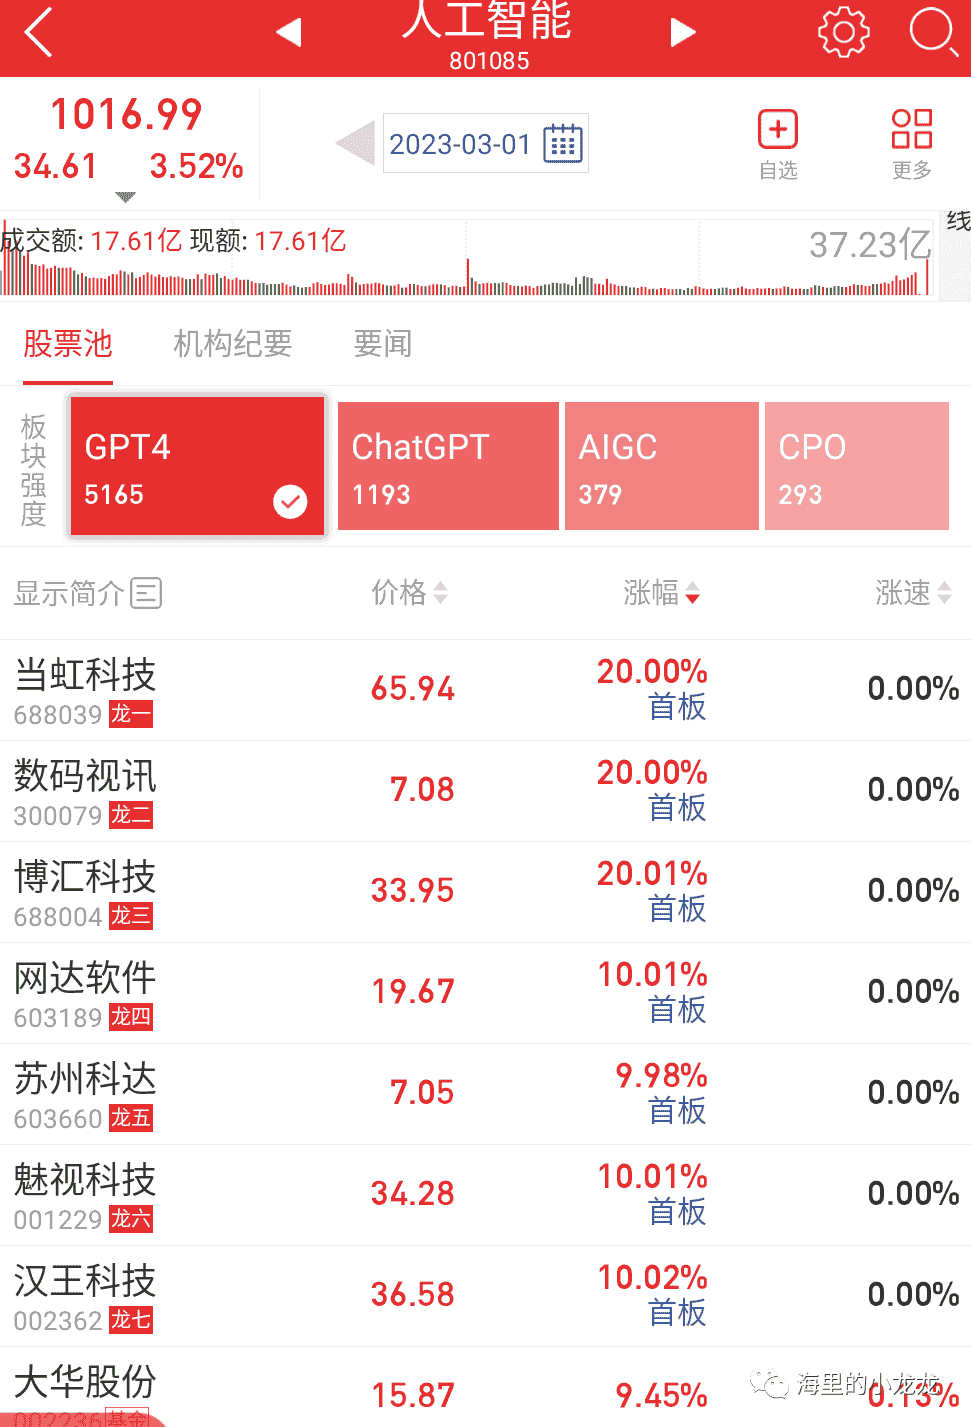 人工智能
801085
1016.99
34.61 3.52%
2023-03-01
自选
更多
成交额: 17.61亿 现额: 17.61亿
37.23亿
线
股票池 机构纪要 要闻
板块强度
GPT4
5165
ChatGPT
1193
AIGC
379
CPO
293
显示简介 价格 涨幅 涨速
当虹科技
688039 龙一
65.94
20.00%
首板
0.00%
数码视讯
300079 龙二
7.08
20.00%
首板
0.00%
博汇科技
688004 龙三
33.95
20.01%
首板
0.00%
网达软件
603189 龙四
19.67
10.01%
首板
0.00%
苏州科达
603660 龙五
7.05
9.98%
首板
0.00%
魅视科技
001229 龙六
34.28
10.01%
首板
0.00%
汉王科技
002362 龙七
36.58
10.02%
首板
0.00%
大华股份
002236 基金
15.87
9.45%
0.13%
海里的小龙龙